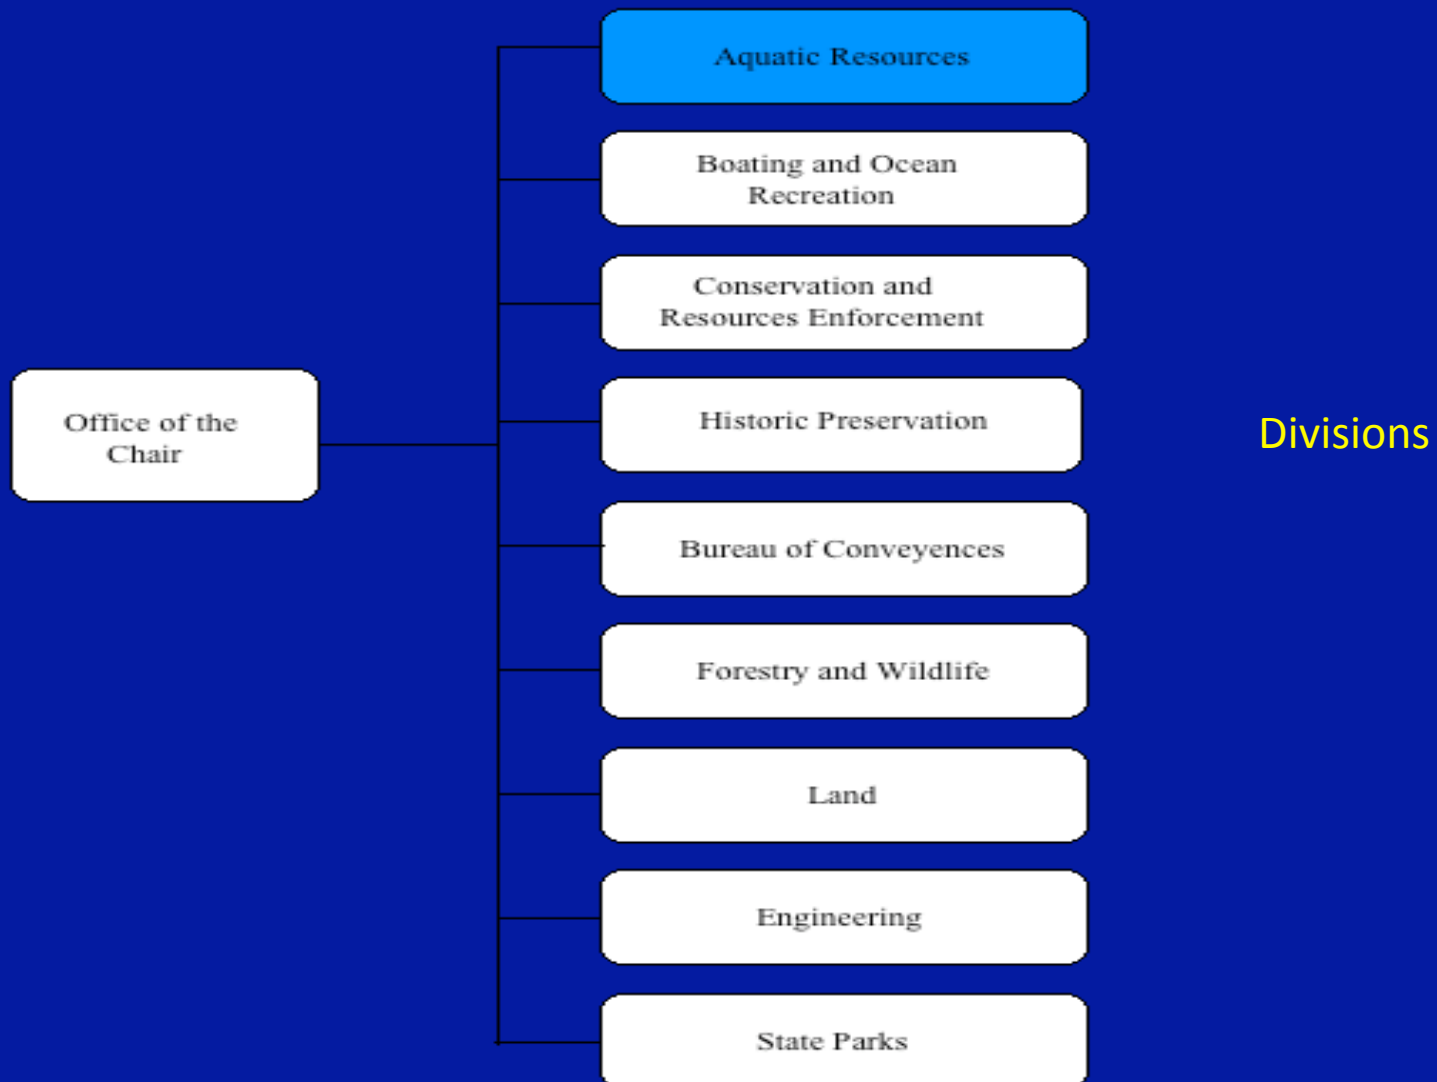 Aquatic Resources
Boating and Ocean
Recreation
Conservation and
Resources Enforcement
Office of the
Chair
Historic Preservation
Divisions
Bureau of Conveyences
Forestry and Wildlife
Land
Engineering
State Parks